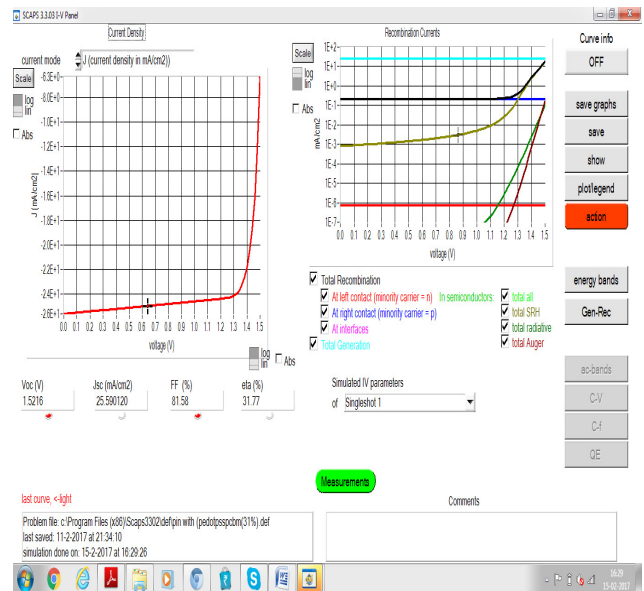 SCAPS 3.3.03 I-V Panel
Current Density
current mode J (current density in mA/cm2))
Scale
log
lin
Abs
J ( mA/cm2)
-6.3E+0-
-8.0E+0-
-1.0E+1-
-1.2E+1-
-1.4E+1-
-1.6E+1-
-1.8E+1-
-2.0E+1-
-2.2E+1-
-2.4E+1-
-2.6E+1-
0.0 0.1 0.2 0.3 0.4 0.5 0.6 0.7 0.8 0.9 1.0 1.1 1.2 1.3 1.4 1.5
voltage (V)
log
lin
Abs
Voc (V) Jsc (mA/cm2) FF (%) eta (%)
1.5216 25.590120 81.58 31.77
Recombination Currents
Scale
log
lin
Abs
mA/cm2
1E+2-
1E+1-
1E+0-
1E-1-
1E-2-
1E-3-
1E-4-
1E-5-
1E-6-
1E-7-
0.0 0.1 0.2 0.3 0.4 0.5 0.6 0.7 0.8 0.9 1.0 1.1 1.2 1.3 1.4 1.5
voltage (V)
Total Recombination
At left contact (minority carrier = n) In semiconductors: total all
At right contact (minority carrier = p) total SRH
At interfaces total radiative
Total Generation total Auger
Simulated IV parameters
of Singleshot 1
Curve info
OFF
save graphs
save
show
plot/legend
action
energy bands
Gen-Rec
ac-bands
C-V
C-f
QE
Measurements
last curve, <-light
Comments
Problem file: c:\Program Files (x86)\Scaps3302\def\pin with (pedotpsspcbm(31%).def
last saved: 11-2-2017 at 21:34:10
simulation done on: 15-2-2017 at 16:29:26
16:29
15-02-2017